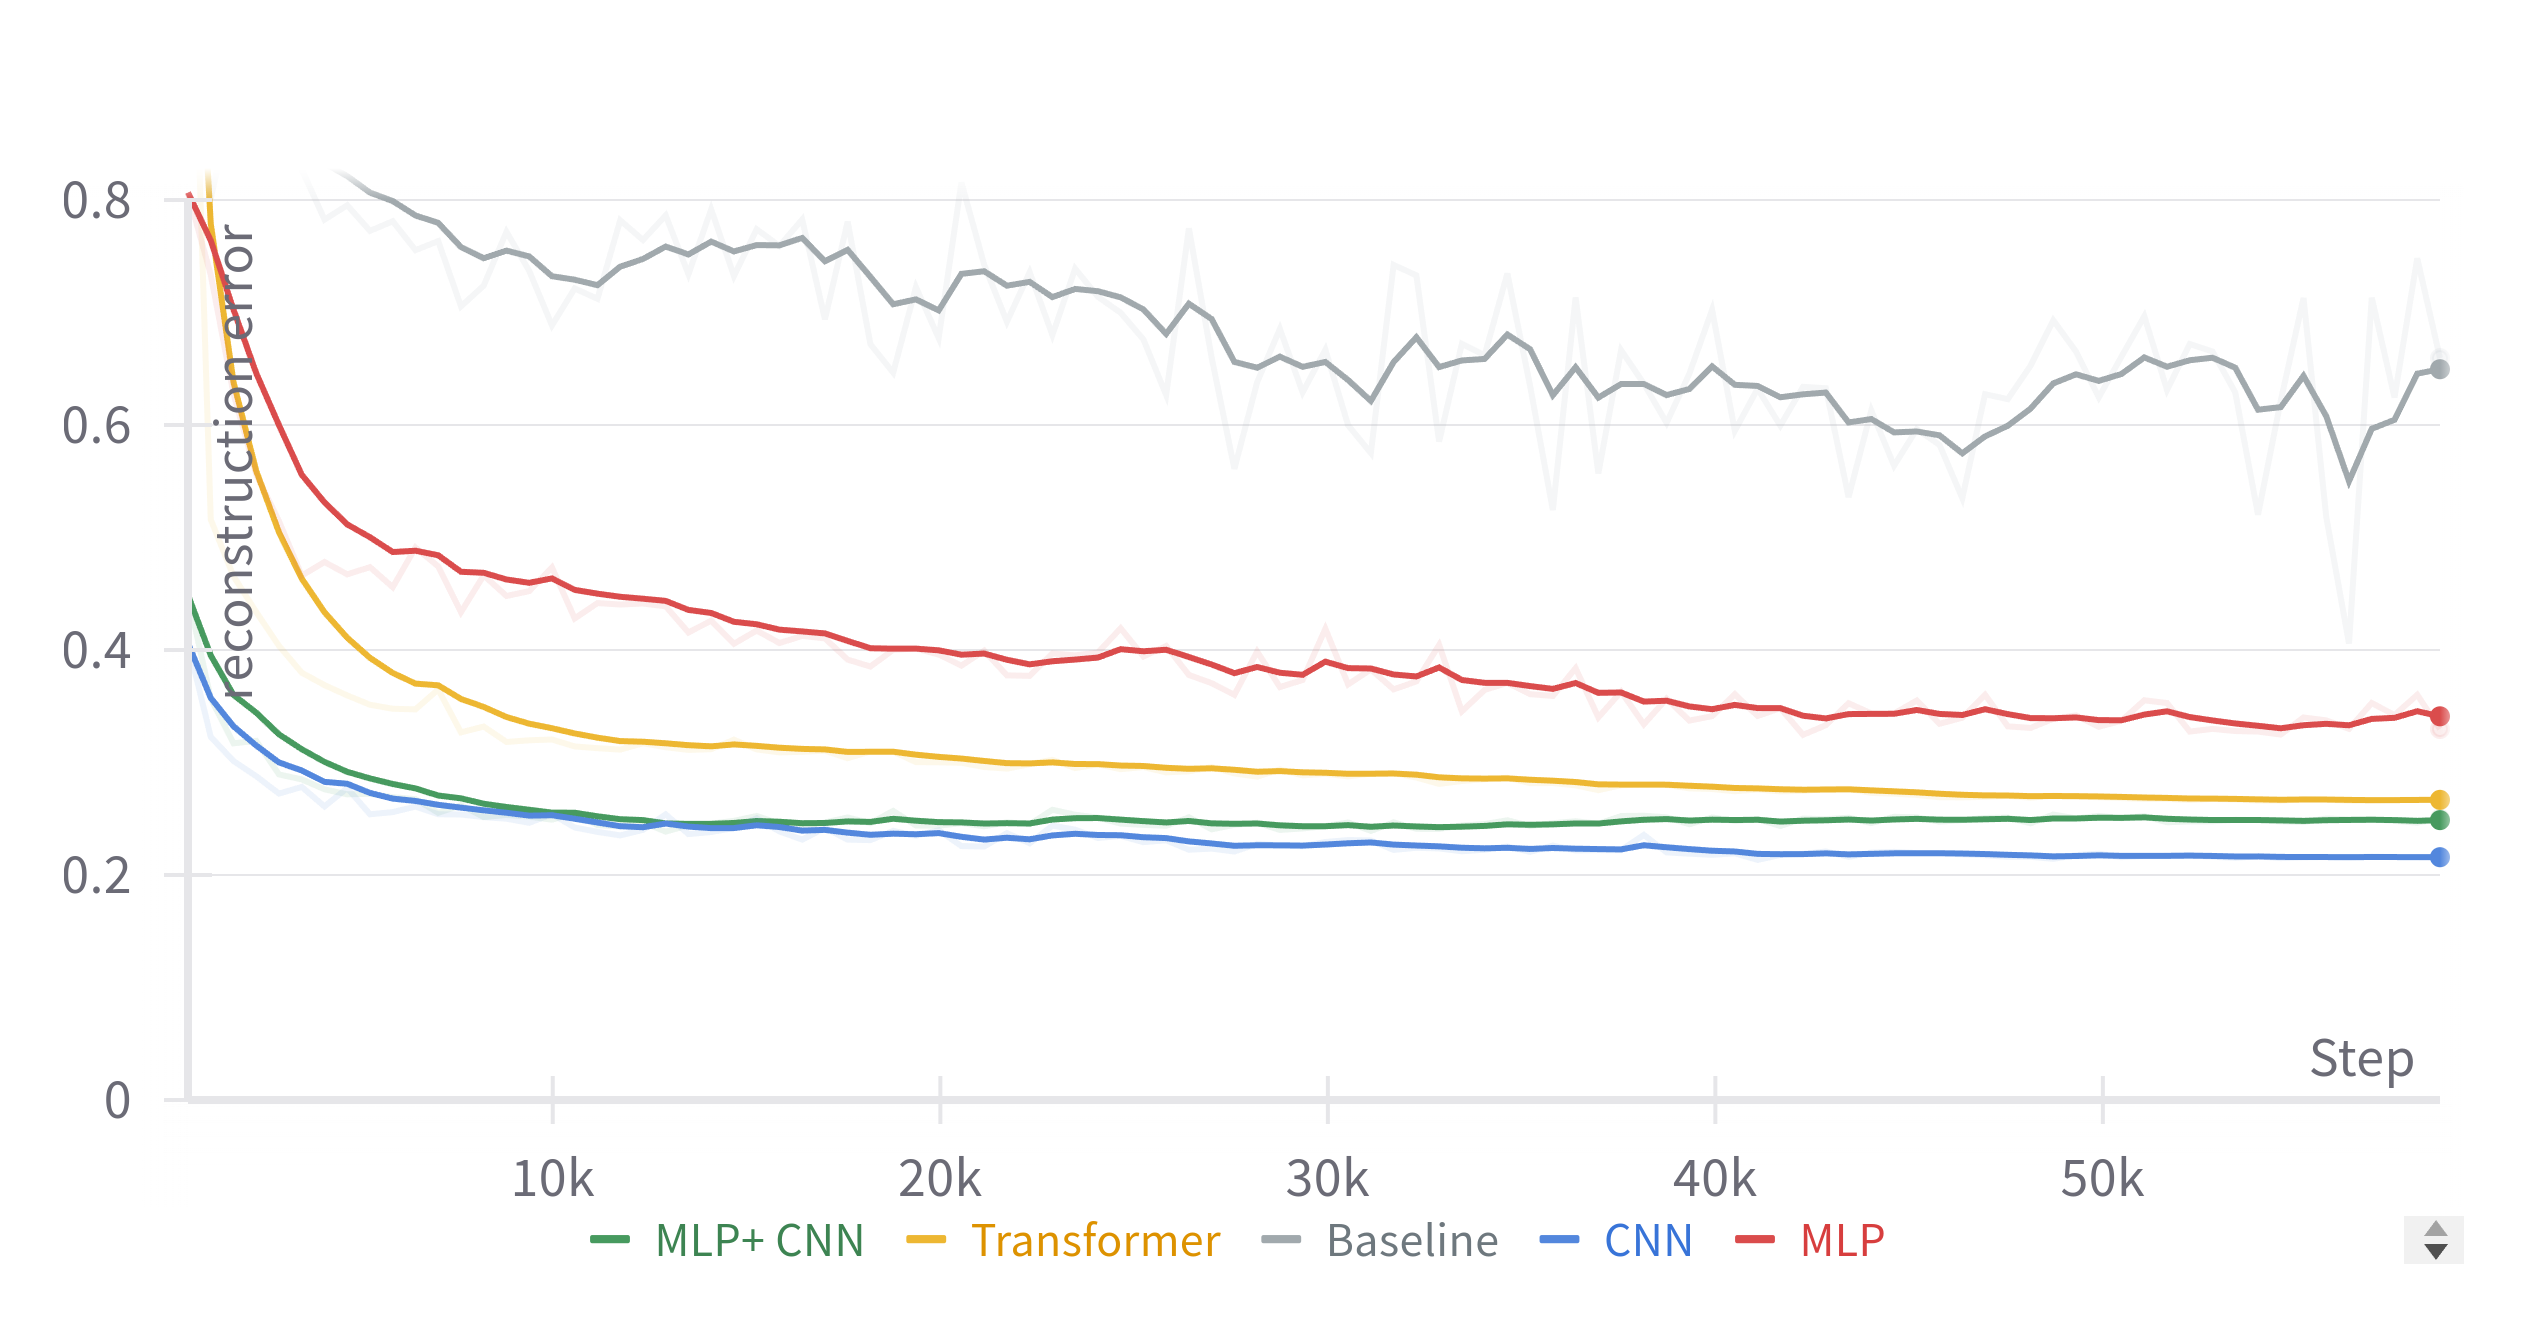 0.8
0.6
0.4
0.2
0
reconstruction error
Step
10k 20k 30k 40k 50k
MLP+ CNN Transformer Baseline CNN MLP